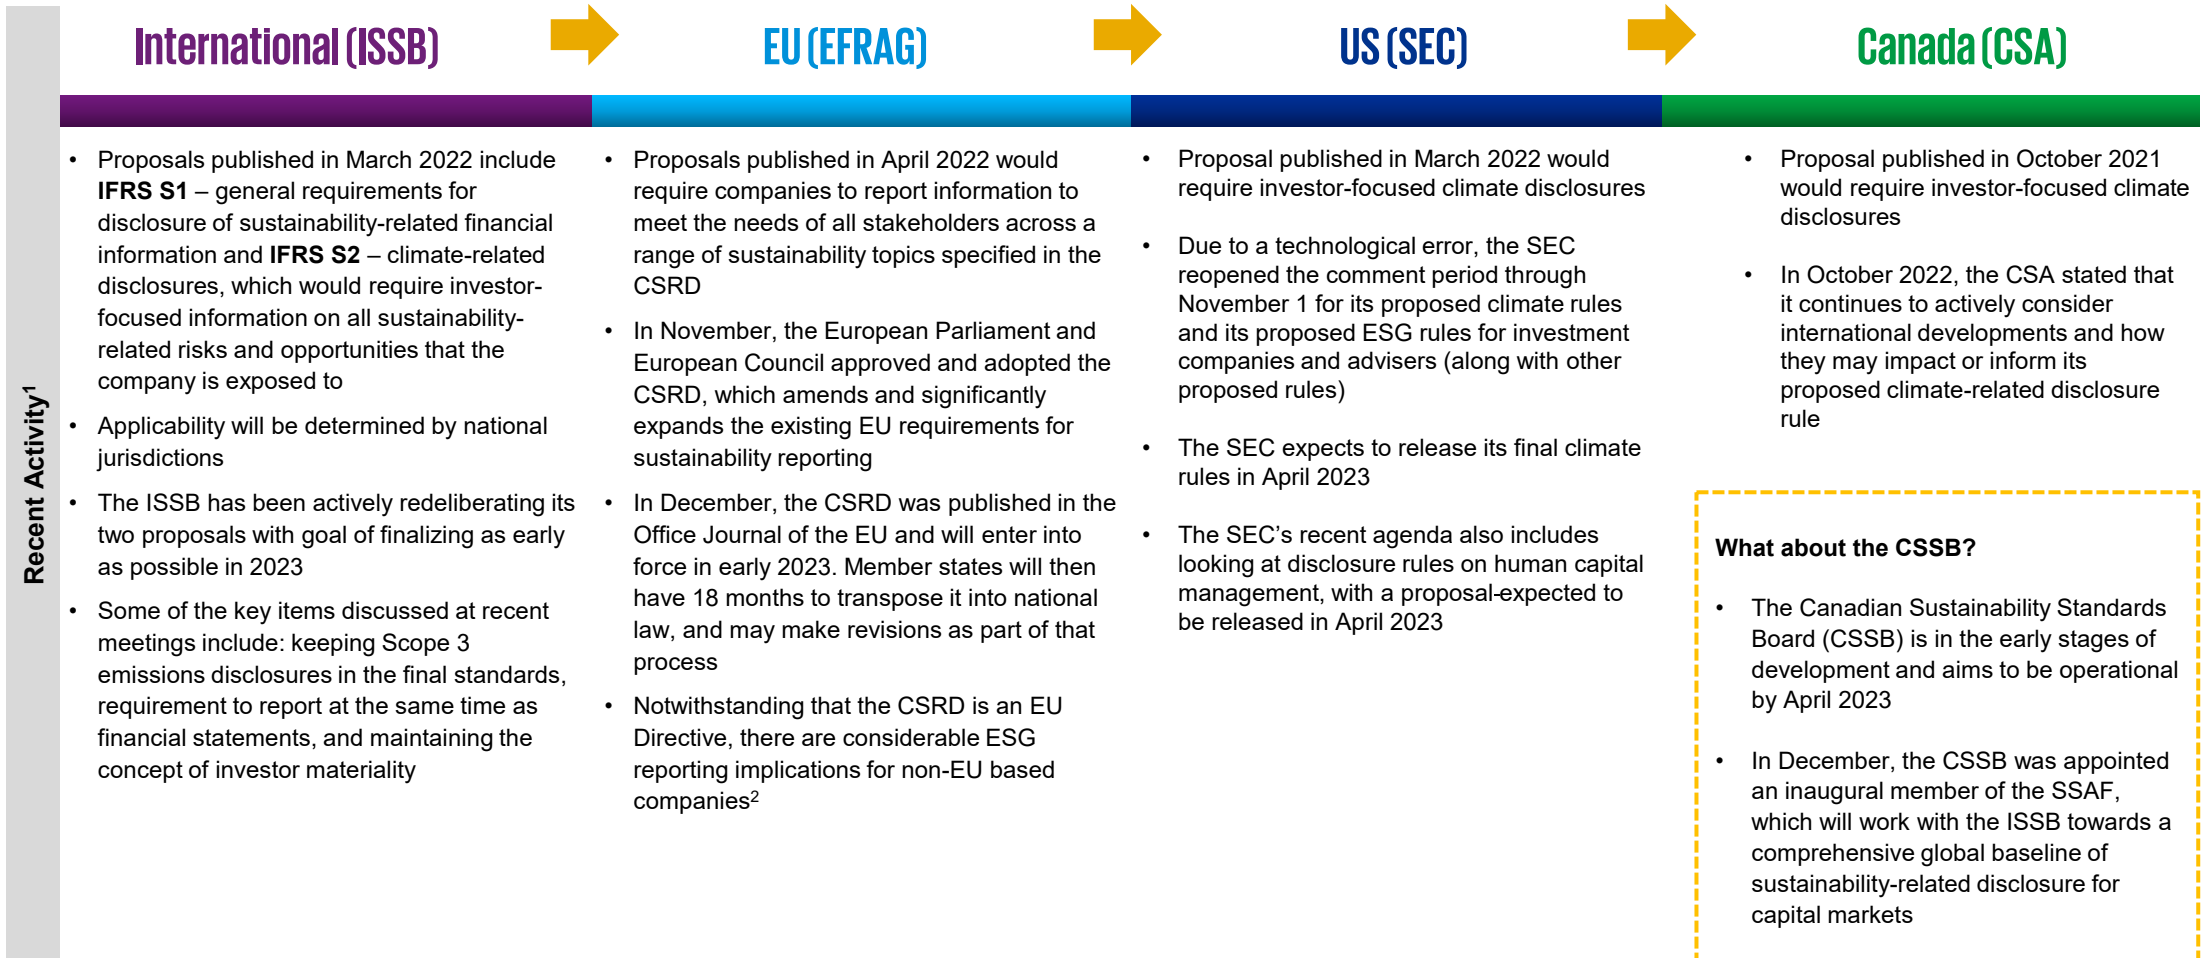 International (ISSB)
EU (EFRAG)
US (SEC)
Canada (CSA)
Recent Activity1
• Proposals published in March 2022 include
IFRS S1 – general requirements for
disclosure of sustainability-related financial
information and IFRS S2 – climate-related
disclosures, which would require investor-
focused information on all sustainability-
related risks and opportunities that the
company is exposed to
• Applicability will be determined by national
jurisdictions
• The ISSB has been actively redeliberating its
two proposals with goal of finalizing as early
as possible in 2023
• Some of the key items discussed at recent
meetings include: keeping Scope 3
emissions disclosures in the final standards,
requirement to report at the same time as
financial statements, and maintaining the
concept of investor materiality
• Proposals published in April 2022 would
require companies to report information to
meet the needs of all stakeholders across a
range of sustainability topics specified in the
CSRD
• In November, the European Parliament and
European Council approved and adopted the
CSRD, which amends and significantly
expands the existing EU requirements for
sustainability reporting
• In December, the CSRD was published in the
Office Journal of the EU and will enter into
force in early 2023. Member states will then
have 18 months to transpose it into national
law, and may make revisions as part of that
process
• Notwithstanding that the CSRD is an EU
Directive, there are considerable ESG
reporting implications for non-EU based
companies2
• Proposal published in March 2022 would
require investor-focused climate disclosures
• Due to a technological error, the SEC
reopened the comment period through
November 1 for its proposed climate rules
and its proposed ESG rules for investment
companies and advisers (along with other
proposed rules)
• The SEC expects to release its final climate
rules in April 2023
• The SEC's recent agenda also includes
looking at disclosure rules on human capital
management, with a proposal-expected to
be released in April 2023
• Proposal published in October 2021
would require investor-focused climate
disclosures
• In October 2022, the CSA stated that
it continues to actively consider
international developments and how
they may impact or inform its
proposed climate-related disclosure
rule
What about the CSSB?
• The Canadian Sustainability Standards
Board (CSSB) is in the early stages of
development and aims to be operational
by April 2023
• In December, the CSSB was appointed
an inaugural member of the SSAF,
which will work with the ISSB towards a
comprehensive global baseline of
sustainability-related disclosure for
capital markets